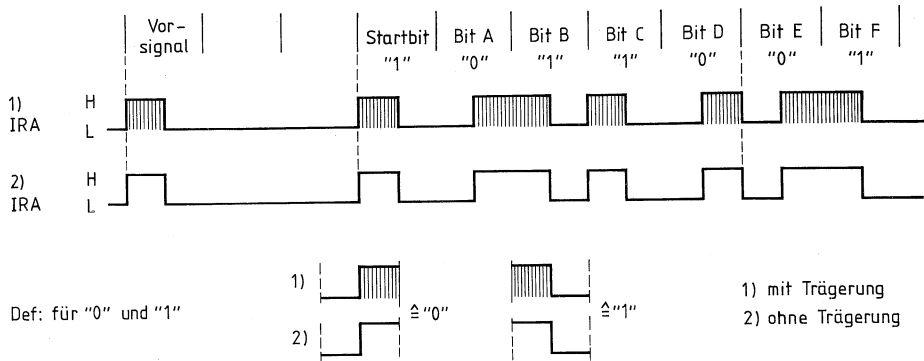 Vor-
signal
Startbit Bit A Bit B Bit C Bit D Bit E Bit F
"1" "0" "1" "1" "0" "0" "1"
1) H
IRA L
2) H
IRA L
1)
Def: für "0" und "1" ≙ "0" ≙ "1" 1) mit Trägerung
2) 2) ohne Trägerung